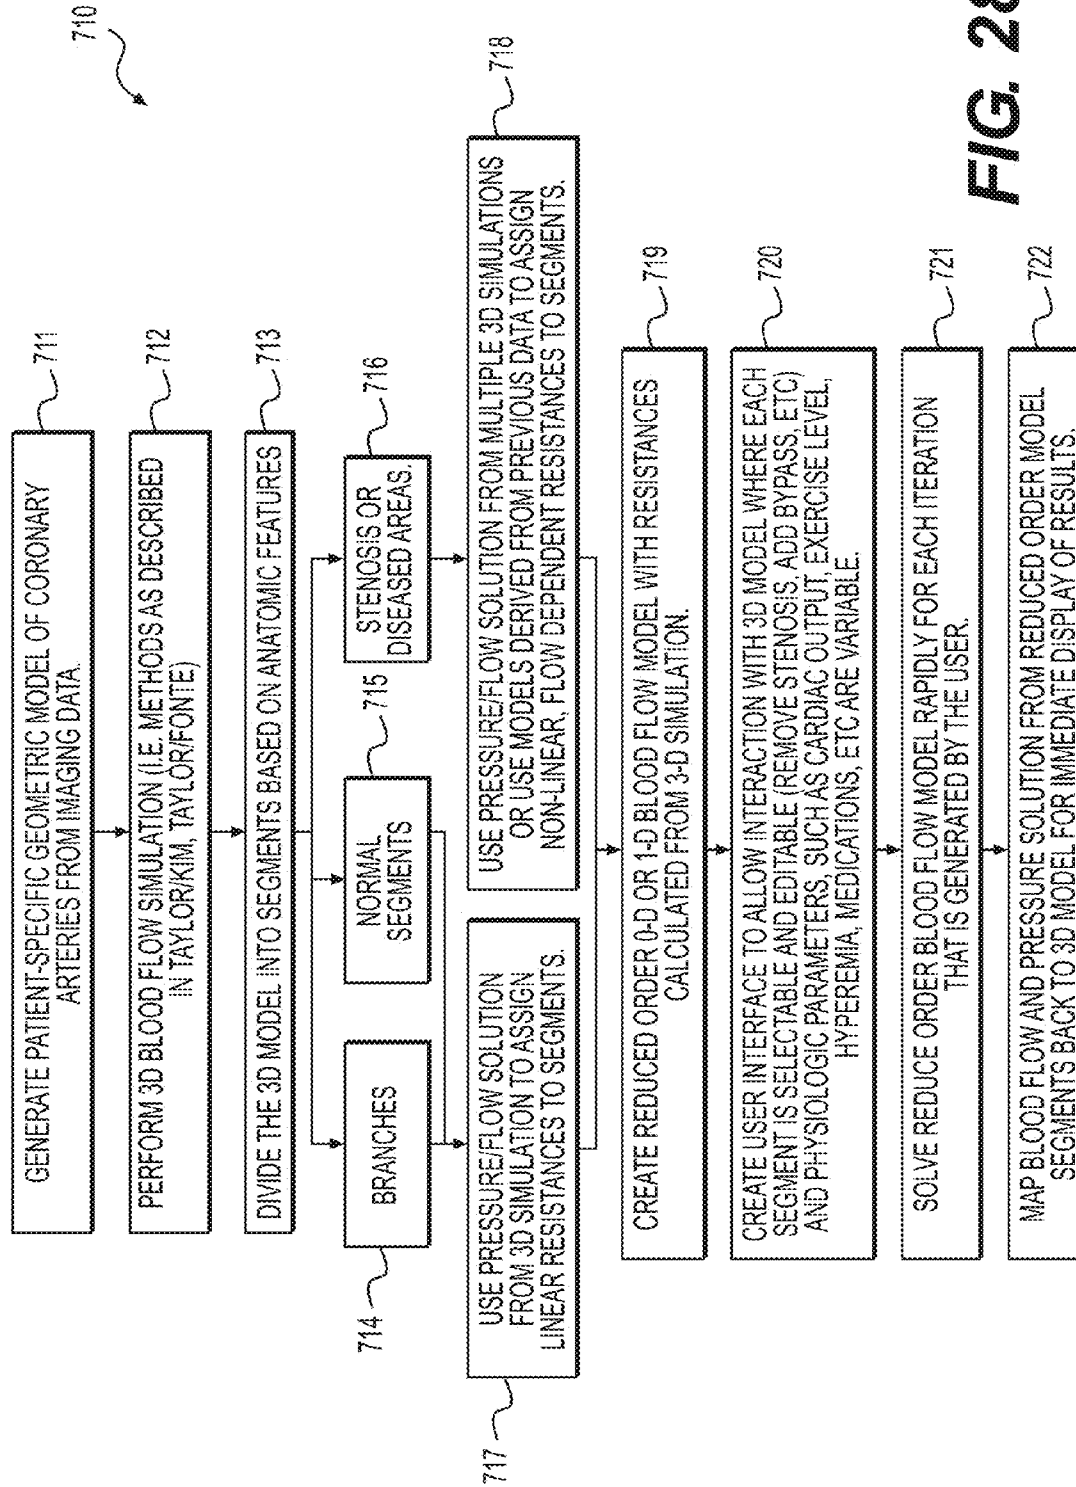 710
GENERATE PATIENT-SPECIFIC GEOMETRIC MODEL OF CORONARY
ARTERIES FROM IMAGING DATA.
711
PERFORM 3D BLOOD FLOW SIMULATION (I.E. METHODS AS DESCRIBED
IN TAYLOR/KIM, TAYLOR/FONTE)
712
DIVIDE THE 3D MODEL INTO SEGMENTS BASED ON ANATOMIC FEATURES
713
714
BRANCHES
NORMAL
SEGMENTS
715
STENOSIS OR
DISEASED AREAS.
716
717
USE PRESSURE/FLOW SOLUTION
FROM 3D SIMULATION TO ASSIGN
LINEAR RESISTANCES TO SEGMENTS.
USE PRESSURE/FLOW SOLUTION FROM MULTIPLE 3D SIMULATIONS
OR USE MODELS DERIVED FROM PREVIOUS DATA TO ASSIGN
NON-LINEAR, FLOW DEPENDENT RESISTANCES TO SEGMENTS.
718
CREATE REDUCED ORDER 0-D OR 1-D BLOOD FLOW MODEL WITH RESISTANCES
CALCULATED FROM 3-D SIMULATION.
719
CREATE USER INTERFACE TO ALLOW INTERACTION WITH 3D MODEL WHERE EACH
SEGMENT IS SELECTABLE AND EDITABLE (REMOVE STENOSIS, ADD BYPASS, ETC)
AND PHYSIOLOGIC PARAMETERS, SUCH AS CARDIAC OUTPUT, EXERCISE LEVEL,
HYPEREMIA, MEDICATIONS, ETC ARE VARIABLE.
720
SOLVE REDUCE ORDER BLOOD FLOW MODEL RAPIDLY FOR EACH ITERATION
THAT IS GENERATED BY THE USER.
721
MAP BLOOD FLOW AND PRESSURE SOLUTION FROM REDUCED ORDER MODEL
SEGMENTS BACK TO 3D MODEL FOR IMMEDIATE DISPLAY OF RESULTS.
722
FIG. 28